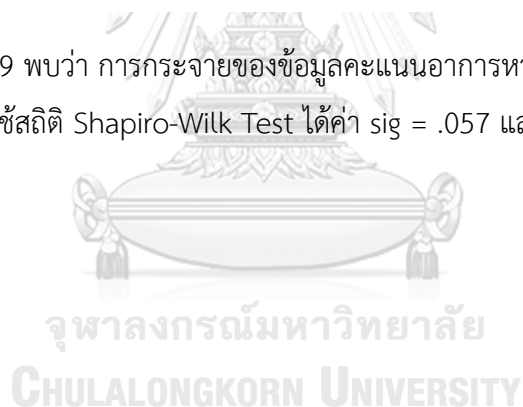 9 พบว่า การกระจายของข้อมูลคะแนนอาการหา
ช้สถิติ Shapiro-Wilk Test ได้ค่า sig = .057 แล
จุฬาลงกรณ์มหาวิทยาลัย
CHULALONGKORN UNIVERSITY